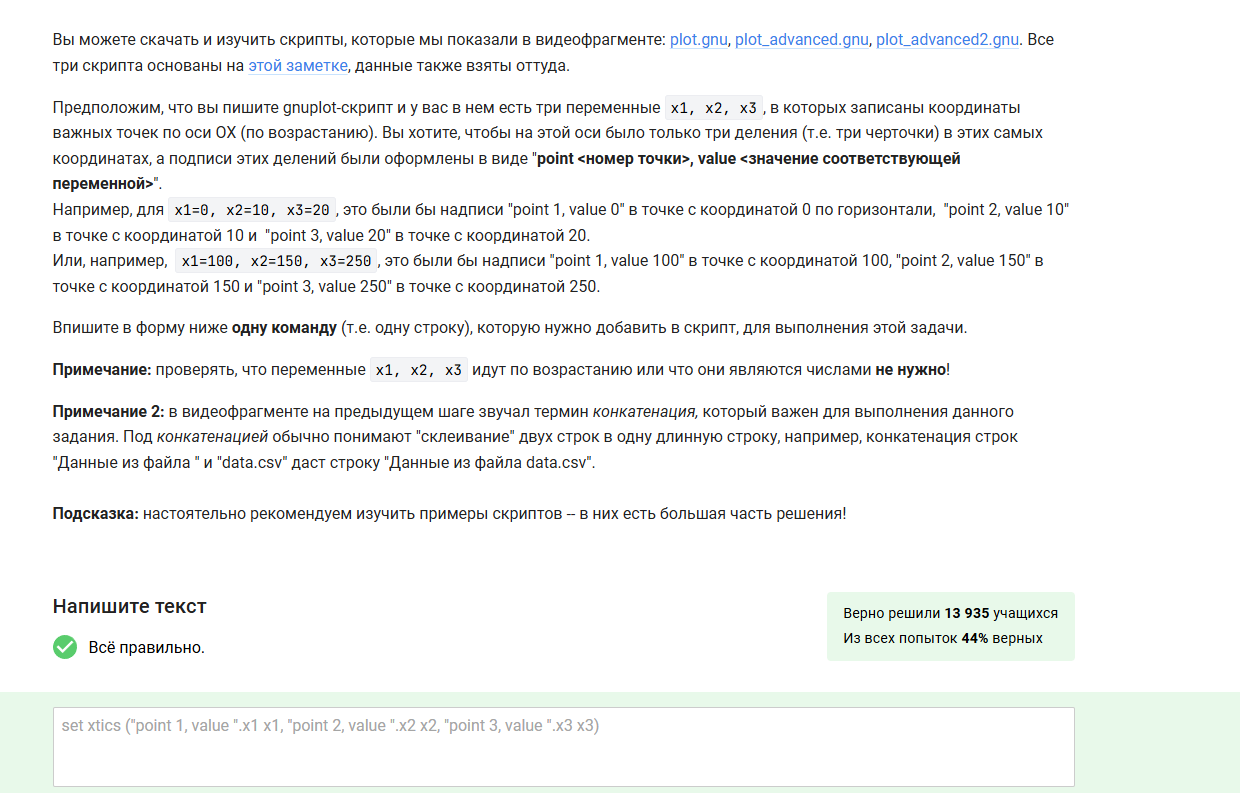 Вы можете скачать и изучить скрипты, которые мы показали в видеофрагменте: plot.gnu, plot_advanced.gnu, plot_advanced2.gnu. Все
три скрипта основаны на этой заметке, данные также взяты оттуда.
Предположим, что вы пишите gnuplot-скрипт и у вас в нем есть три переменные x1, x2, x3, в которых записаны координаты
важных точек по оси OX (по возрастанию). Вы хотите, чтобы на этой оси было только три деления (т.е. три черточки) в этих самых
координатах, а подписи этих делений были оформлены в виде "point <номер точки>, value <значение соответствующей
переменной>".
Например, для x1=0, x2=10, x3=20, это были бы надписи "point 1, value 0" в точке с координатой 0 по горизонтали, "point 2, value 10"
в точке с координатой 10 и "point 3, value 20" в точке с координатой 20.
Или, например, x1=100, x2=150, x3=250, это были бы надписи "point 1, value 100" в точке с координатой 100, "point 2, value 150" в
точке с координатой 150 и "point 3, value 250" в точке с координатой 250.
Впишите в форму ниже одну команду (т.е. одну строку), которую нужно добавить в скрипт, для выполнения этой задачи.
Примечание: проверять, что переменные x1, x2, x3 идут по возрастанию или что они являются числами не нужно!
Примечание 2: в видеофрагменте на предыдущем шаге звучал термин конкатенация, который важен для выполнения данного
задания. Под конкатенацией обычно понимают "склеивание" двух строк в одну длинную строку, например, конкатенация строк
"Данные из файла " и "data.csv" даст строку "Данные из файла data.csv".
Подсказка: настоятельно рекомендуем изучить примеры скриптов -- в них есть большая часть решения!
Напишите текст
Верно решили 13 935 учащихся
Из всех попыток 44% верных
Всё правильно.
set xtics ("point 1, value ".x1 x1, "point 2, value ".x2 x2, "point 3, value ".x3 x3)